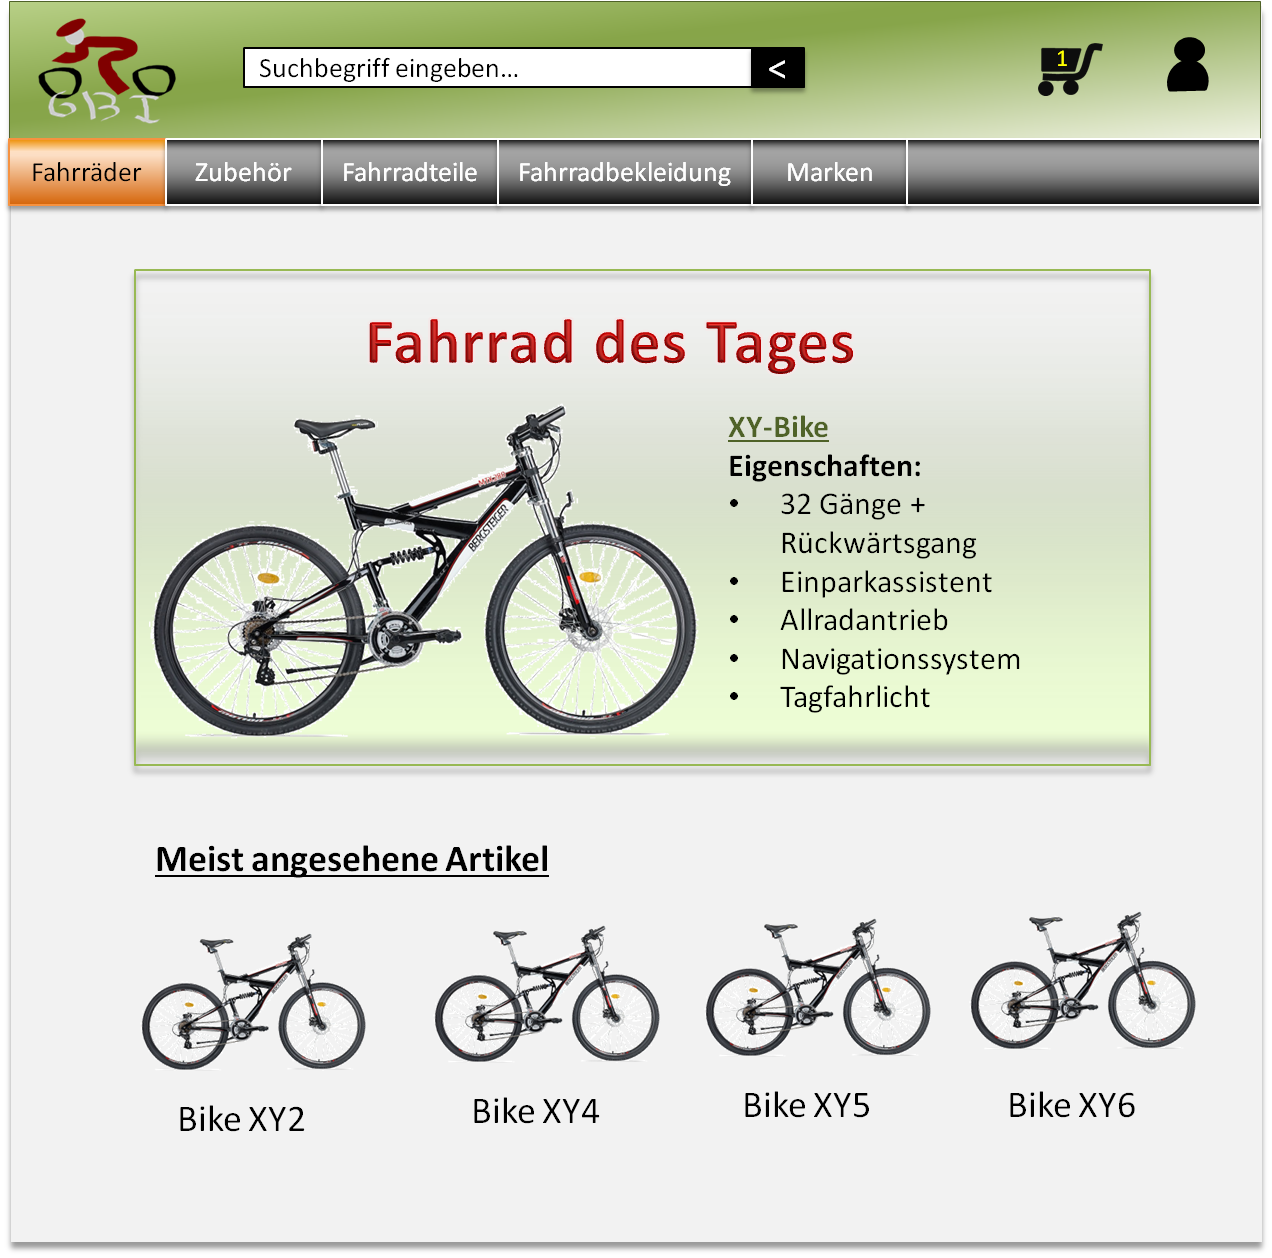 GBI
Suchbegriff eingeben...
<
1
Fahrräder
Zubehör
Fahrradteile
Fahrradbekleidung
Marken
Fahrrad des Tages
BERGSTEIGER
XY-Bike
Eigenschaften:
• 32 Gänge +
Rückwärtsgang
• Einparkassistent
• Allradantrieb
• Navigationssystem
• Tagfahrlicht
Meist angesehene Artikel
Bike XY2
Bike XY4
Bike XY5
Bike XY6